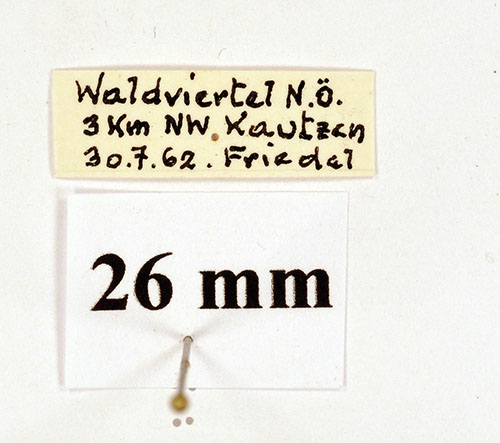 Waldviertel N.Ö.
3 Km NW. Kautzen
30.7.62. Friedel
26 mm